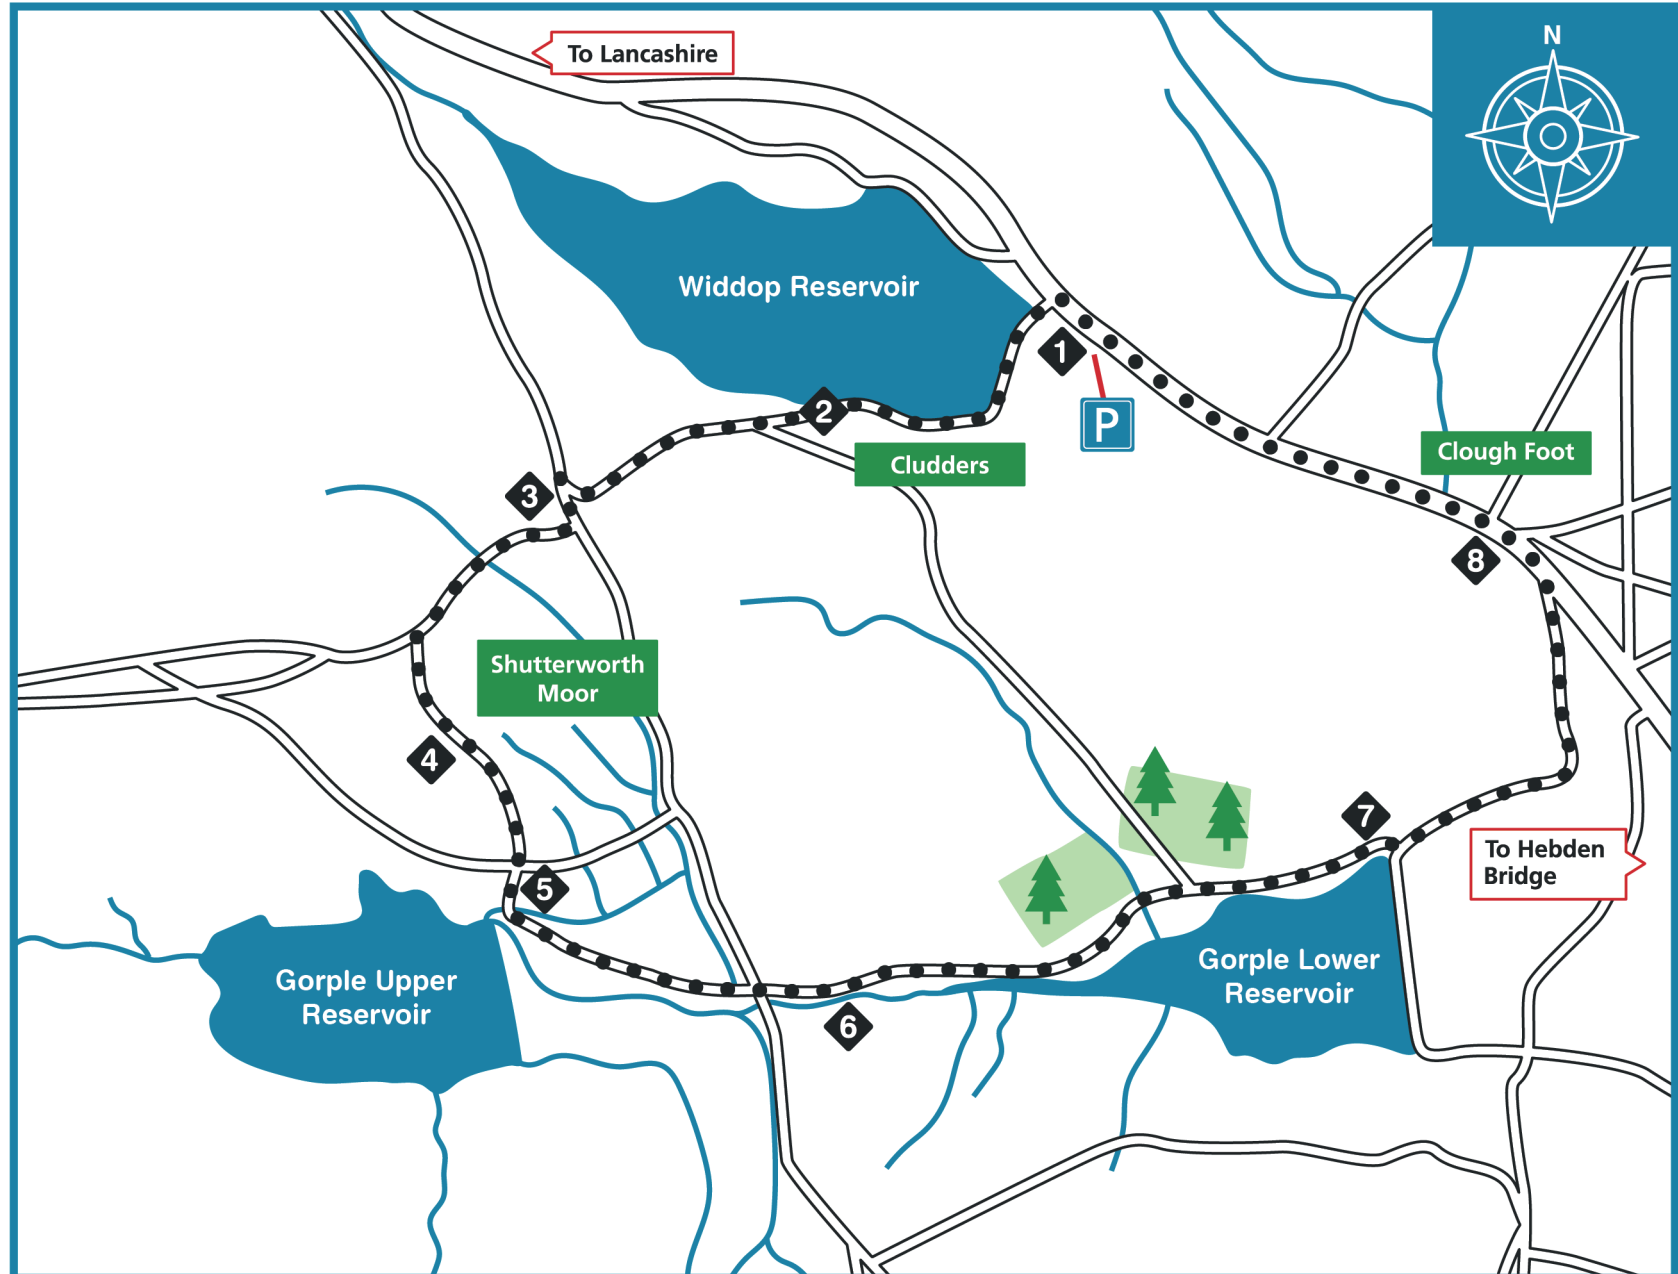 To Lancashire
N
Widdop Reservoir
1
2
P
Cludders
Clough Foot
3
8
Shutterworth
Moor
4
7
To Hebden
Bridge
5
Gorple Upper
Reservoir
Gorple Lower
Reservoir
6